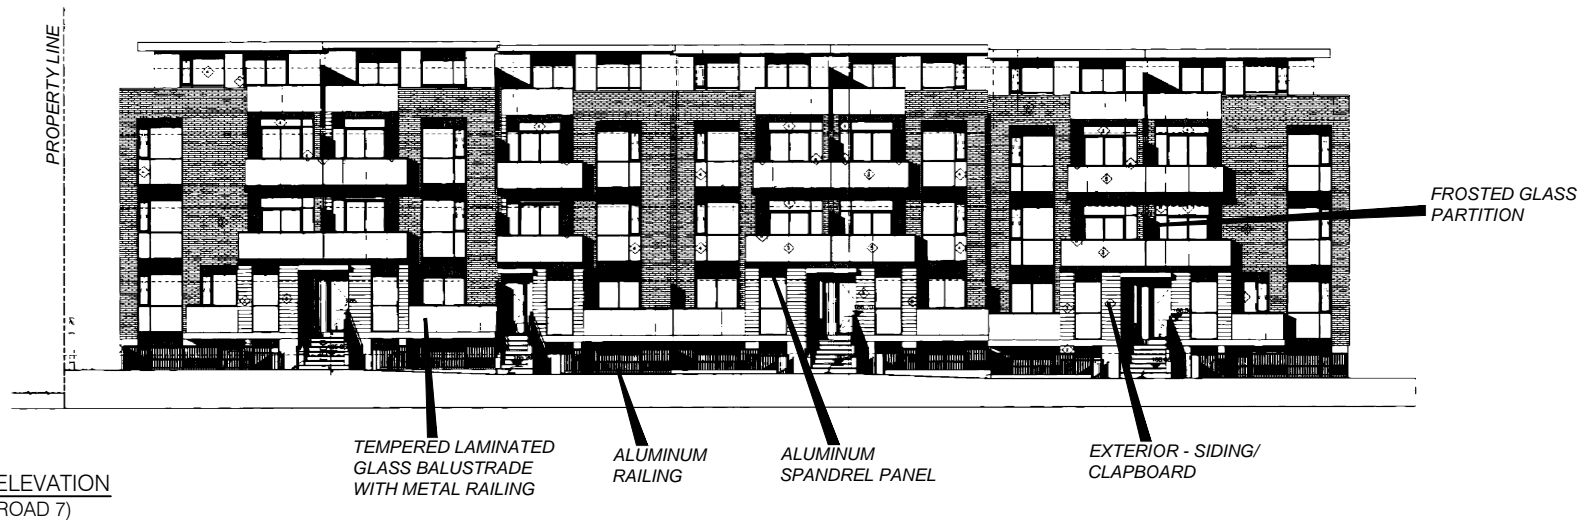 PROPERTY LINE
FROSTED GLASS
PARTITION
TEMPERED LAMINATED
GLASS BALUSTRADE
WITH METAL RAILING
ALUMINUM
RAILING
ALUMINUM
SPANDREL PANEL
EXTERIOR - SIDING/
CLAPBOARD
ELEVATION
ROAD 7)